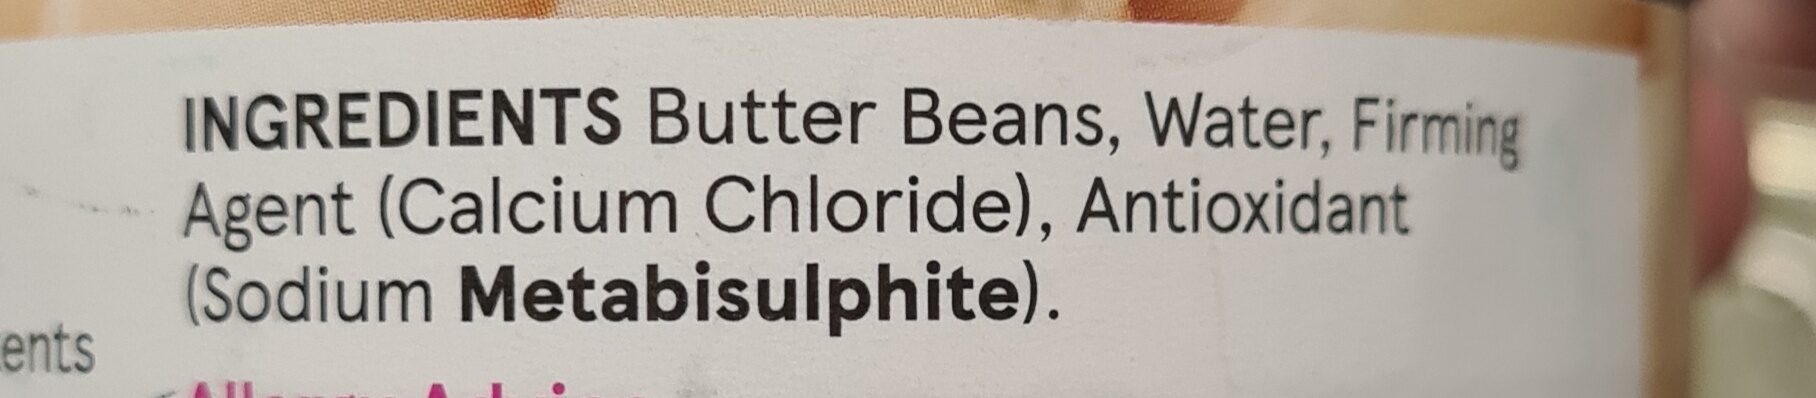 INGREDIENTS Butter Beans, Water, Firming
Agent (Calcium Chloride), Antioxidant
(Sodium Metabisulphite).
ents